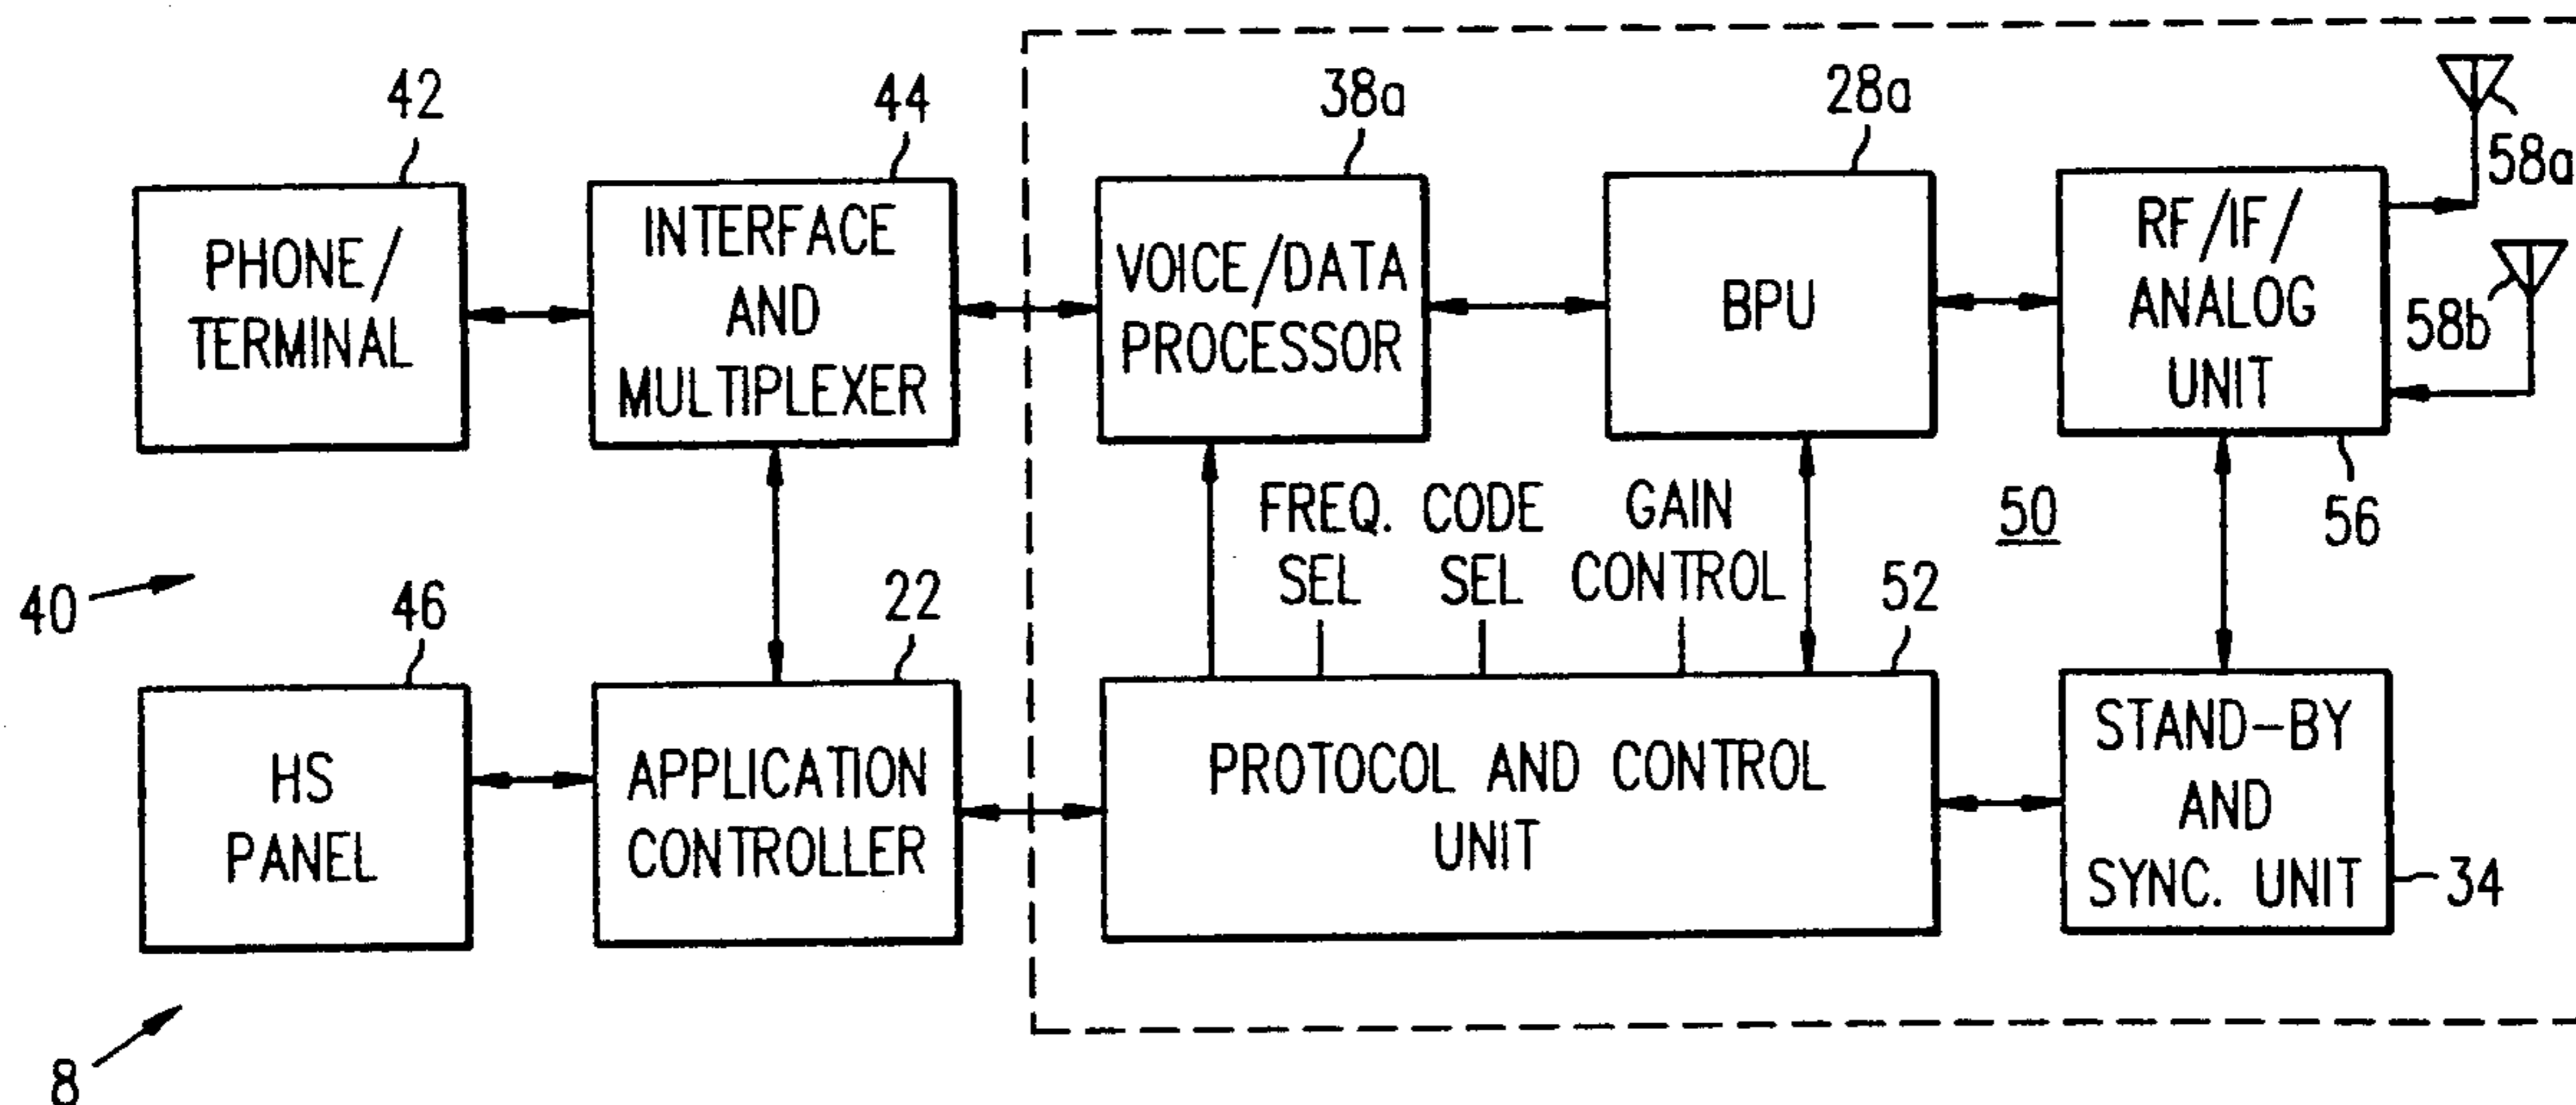 42
44
38a
28a
58a
PHONE/
TERMINAL
INTERFACE
AND
MULTIPLEXER
VOICE/DATA
PROCESSOR
BPU
RF/IF/
ANALOG
UNIT
58b
56
40
46
22
FREQ.
SEL
CODE
SEL
GAIN
CONTROL
50
52
HS
PANEL
APPLICATION
CONTROLLER
PROTOCOL AND CONTROL
UNIT
STAND-BY
AND
SYNC. UNIT
34
8